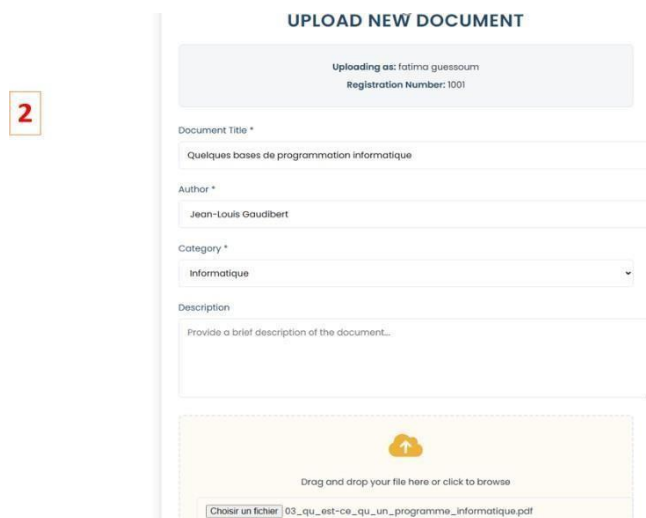 UPLOAD NEW DOCUMENT
Uploading as: fatima guessoum
Registration Number: 1001
2
Document Title *
Quelques bases de programmation informatique
Author *
Jean-Louis Gaudibert
Category *
Informatique
Description
Provide a brief description of the document...
Drag and drop your file here or click to browse
Choisir un fichier 03_qu_est-ce_qu_un_programme_informatique.pdf